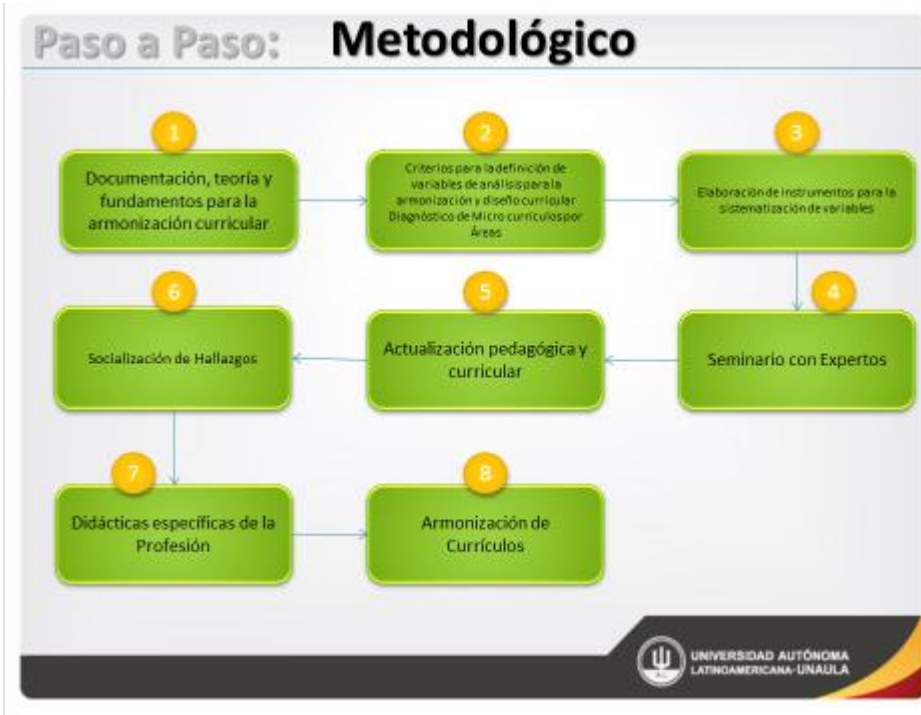 Paso a Paso: Metodológico
1
Documentación, teoría y
fundamentos para la
armonización curricular
2
Criterios para la definición de
variables de análisis para la
armonización y diseño curricular
Diagnóstico de Micro currículos por
Áreas
3
Elaboración de instrumentos para la
sistematización de variables
4
Seminario con Expertos
5
Actualización pedagógica y
curricular
6
Socialización de Hallazgos
7
Didácticas específicas de la
Profesión
8
Armonización de
Currículos
UNIVERSIDAD AUTÓNOMA
LATINOAMERICANA-UNAULA